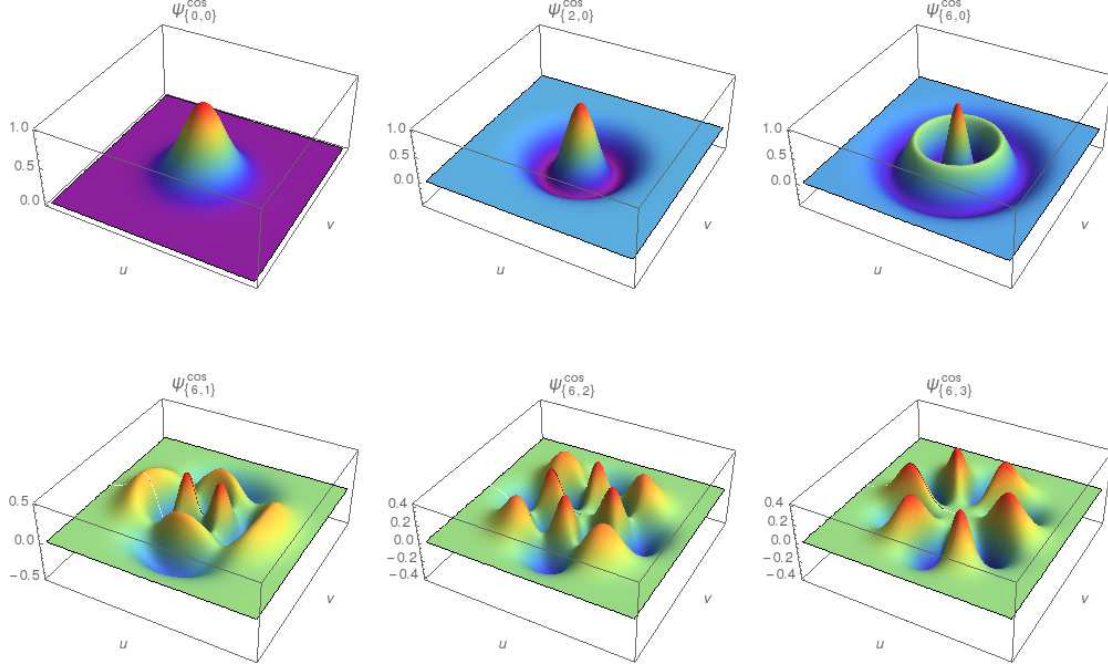 ψ^cos_{0,0}
ψ^cos_{2,0}
ψ^cos_{6,0}
1.0
0.5
0.0
u
v
1.0
0.5
0.0
u
v
1.0
0.5
0.0
u
v
ψ^cos_{6,1}
ψ^cos_{6,2}
ψ^cos_{6,3}
0.5
0.0
−0.5
u
v
0.4
0.2
0.0
−0.2
−0.4
u
v
0.4
0.2
0.0
−0.2
−0.4
u
v